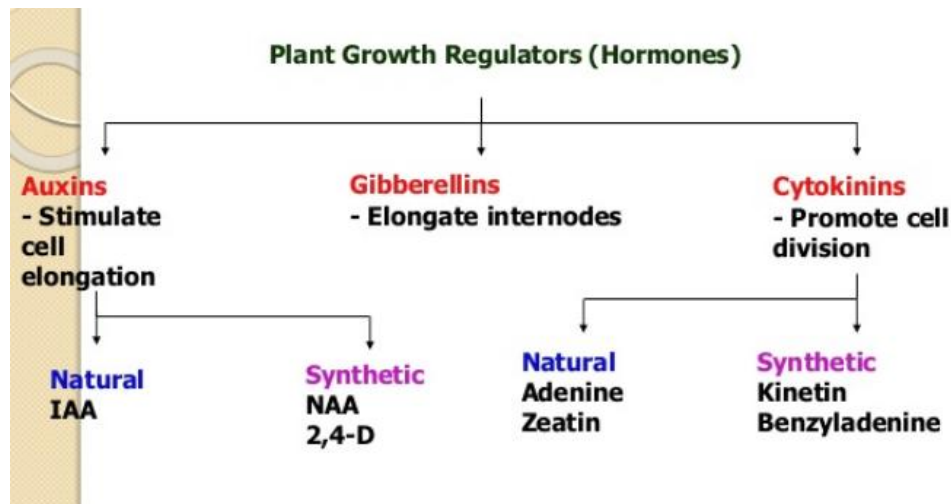 Plant Growth Regulators (Hormones)
Auxins
- Stimulate
cell
elongation
Gibberellins
- Elongate internodes
Cytokinins
- Promote cell
division
Natural
IAA
Synthetic
NAA
2,4-D
Natural
Adenine
Zeatin
Synthetic
Kinetin
Benzyladenine